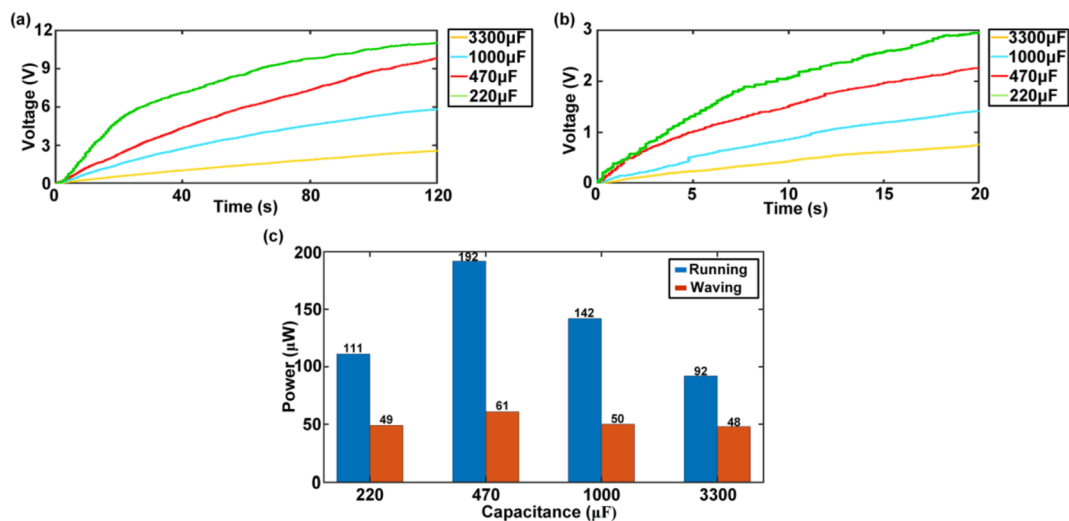 (a)
12
9
6
3
0
Voltage (V)
0 40 80 120
Time (s)
3300μF
1000μF
470μF
220μF
(b)
3
2
1
0
Voltage (V)
0 5 10 15 20
Time (s)
3300μF
1000μF
470μF
220μF
(c)
200
150
100
50
0
Power (μW)
Running
Waving
111
49
192
61
142
50
92
48
220 470 1000 3300
Capacitance (μF)